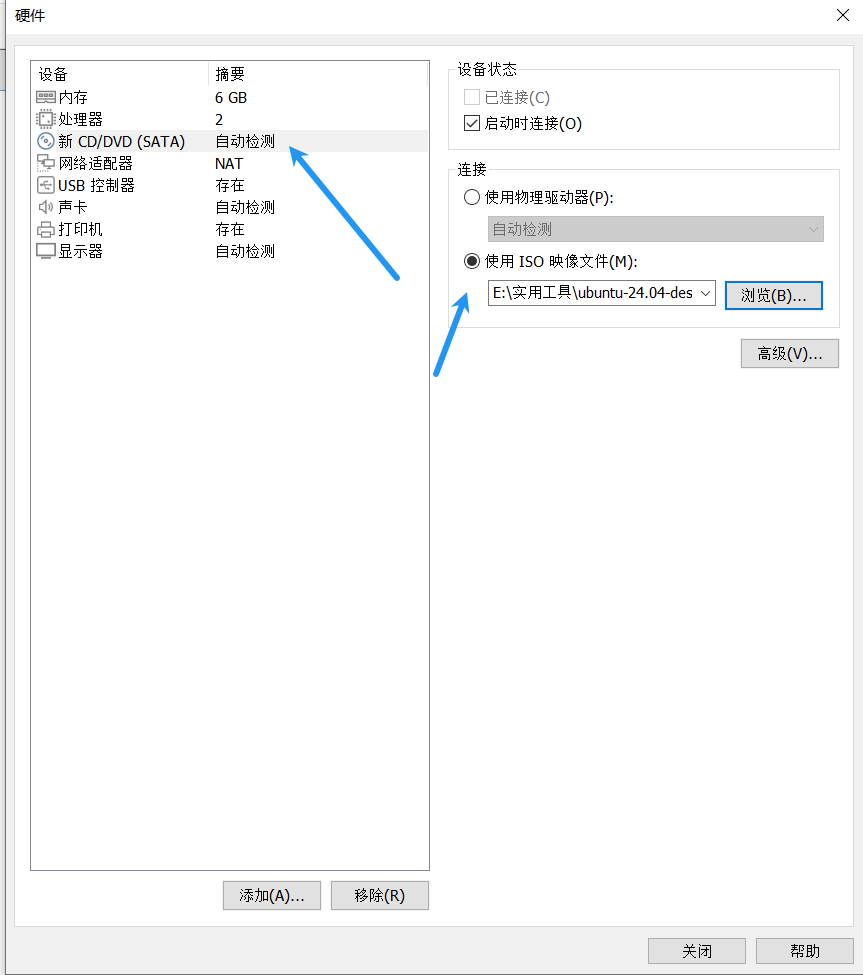 硬件
设备 摘要
内存 6 GB
处理器 2
新 CD/DVD (SATA) 自动检测
网络适配器 NAT
USB 控制器 存在
声卡 自动检测
打印机 存在
显示器 自动检测
添加(A)... 移除(R)
设备状态
已连接(C)
启动时连接(O)
连接
使用物理驱动器(P):
自动检测
使用 ISO 映像文件(M):
E:\实用工具\ubuntu-24.04-des 浏览(B)...
高级(V)...
关闭 帮助